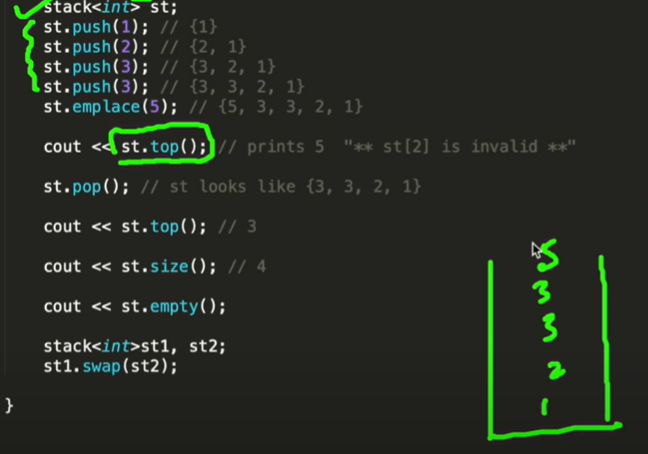 stack<int> st;
st.push(1); // {1}
st.push(2); // {2, 1}
st.push(3); // {3, 2, 1}
st.push(3); // {3, 3, 2, 1}
st.emplace(5); // {5, 3, 3, 2, 1}
cout << st.top(); // prints 5  "** st[2] is invalid **"
st.pop(); // st looks like {3, 3, 2, 1}
cout << st.top(); // 3
cout << st.size(); // 4
cout << st.empty();
stack<int>st1, st2;
st1.swap(st2);
}
5
3
3
2
1